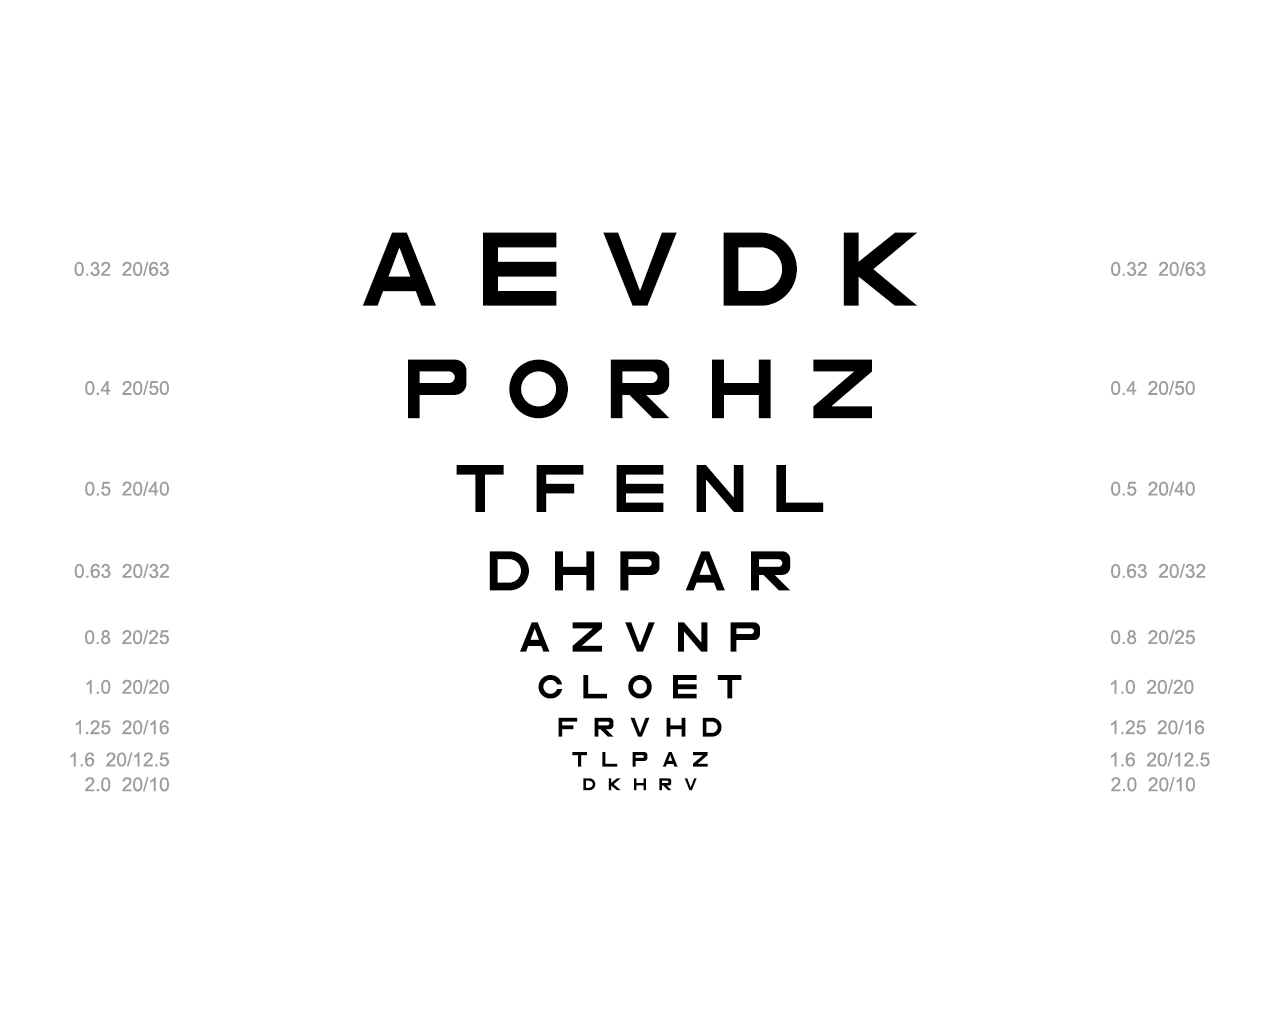 0.32 20/63 A E V D K 0.32 20/63
0.4 20/50 P O R H Z 0.4 20/50
0.5 20/40 T F E N L 0.5 20/40
0.63 20/32 D H P A R 0.63 20/32
0.8 20/25 A Z V N P 0.8 20/25
1.0 20/20 C L O E T 1.0 20/20
1.25 20/16 F R V H D 1.25 20/16
1.6 20/12.5 T L P A Z 1.6 20/12.5
2.0 20/10 D K H R V 2.0 20/10